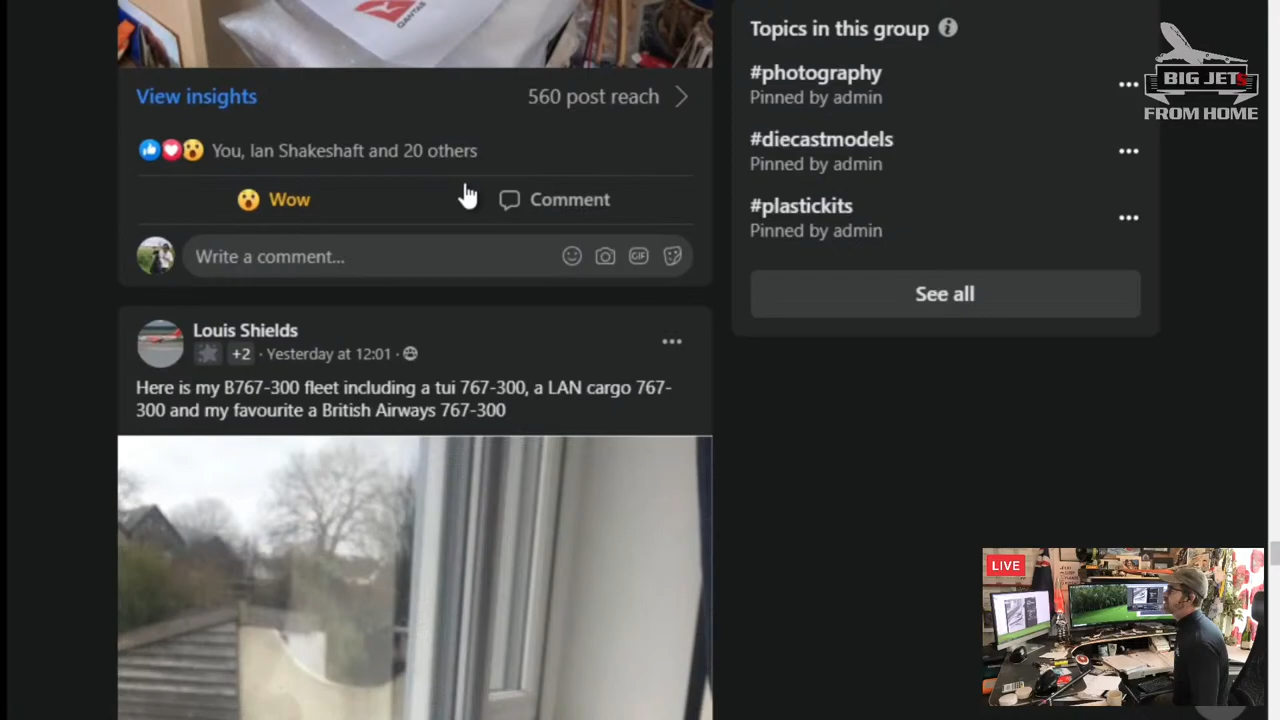 QANTAS
View insights
560 post reach
You, Ian Shakeshaft and 20 others
Wow
Comment
Write a comment...
GIF
Louis Shields
+2 · Yesterday at 12:01 ·
Here is my B767-300 fleet including a tui 767-300, a LAN cargo 767-
300 and my favourite a British Airways 767-300
Topics in this group
#photography
Pinned by admin
#diecastmodels
Pinned by admin
#plastickits
Pinned by admin
See all
BIG JETS
FROM HOME
LIVE